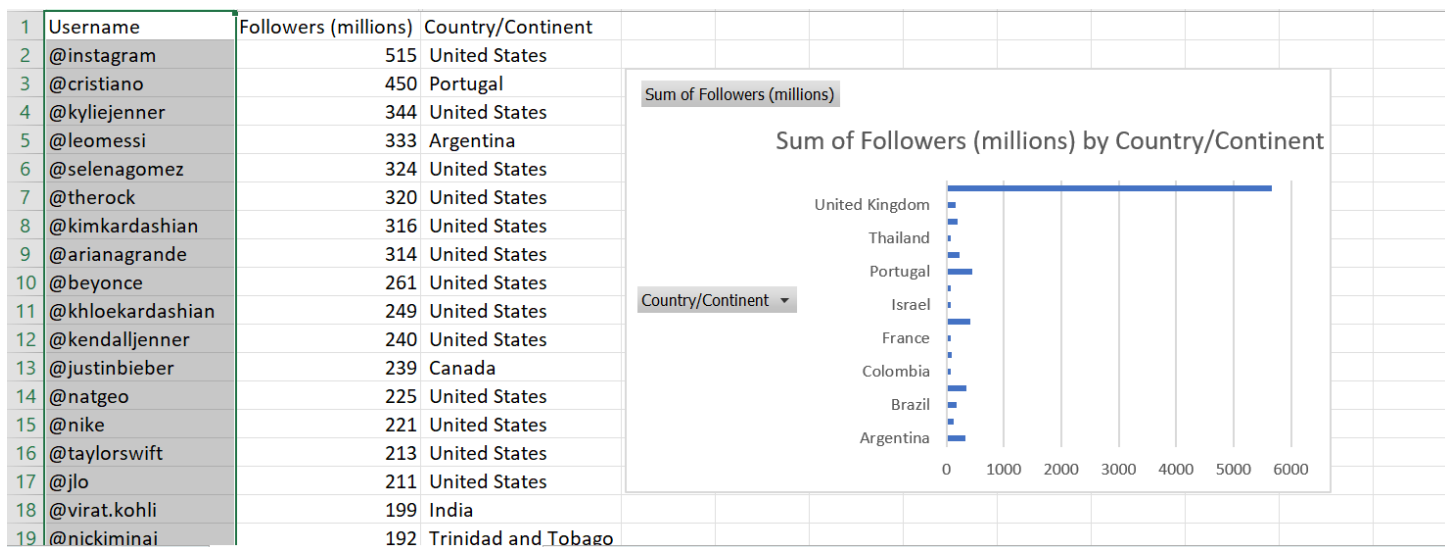 1 Username Followers (millions) Country/Continent
2 @instagram 515 United States
3 @cristiano 450 Portugal
4 @kyliejenner 344 United States
5 @leomessi 333 Argentina
6 @selenagomez 324 United States
7 @therock 320 United States
8 @kimkardashian 316 United States
9 @arianagrande 314 United States
10 @beyonce 261 United States
11 @khloekardashian 249 United States
12 @kendalljenner 240 United States
13 @justinbieber 239 Canada
14 @natgeo 225 United States
15 @nike 221 United States
16 @taylorswift 213 United States
17 @jlo 211 United States
18 @virat.kohli 199 India
19 @nickiminaj 192 Trinidad and Tobago
Sum of Followers (millions)
Sum of Followers (millions) by Country/Continent
Country/Continent
United Kingdom
Thailand
Portugal
Israel
France
Colombia
Brazil
Argentina
0 1000 2000 3000 4000 5000 6000